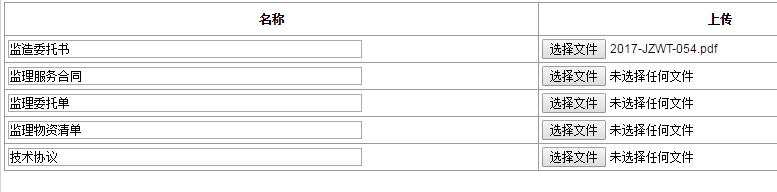 名称 上传
监造委托书 选择文件 2017-JZWT-054.pdf
监理服务合同 选择文件 未选择任何文件
监理委托单 选择文件 未选择任何文件
监理物资清单 选择文件 未选择任何文件
技术协议 选择文件 未选择任何文件